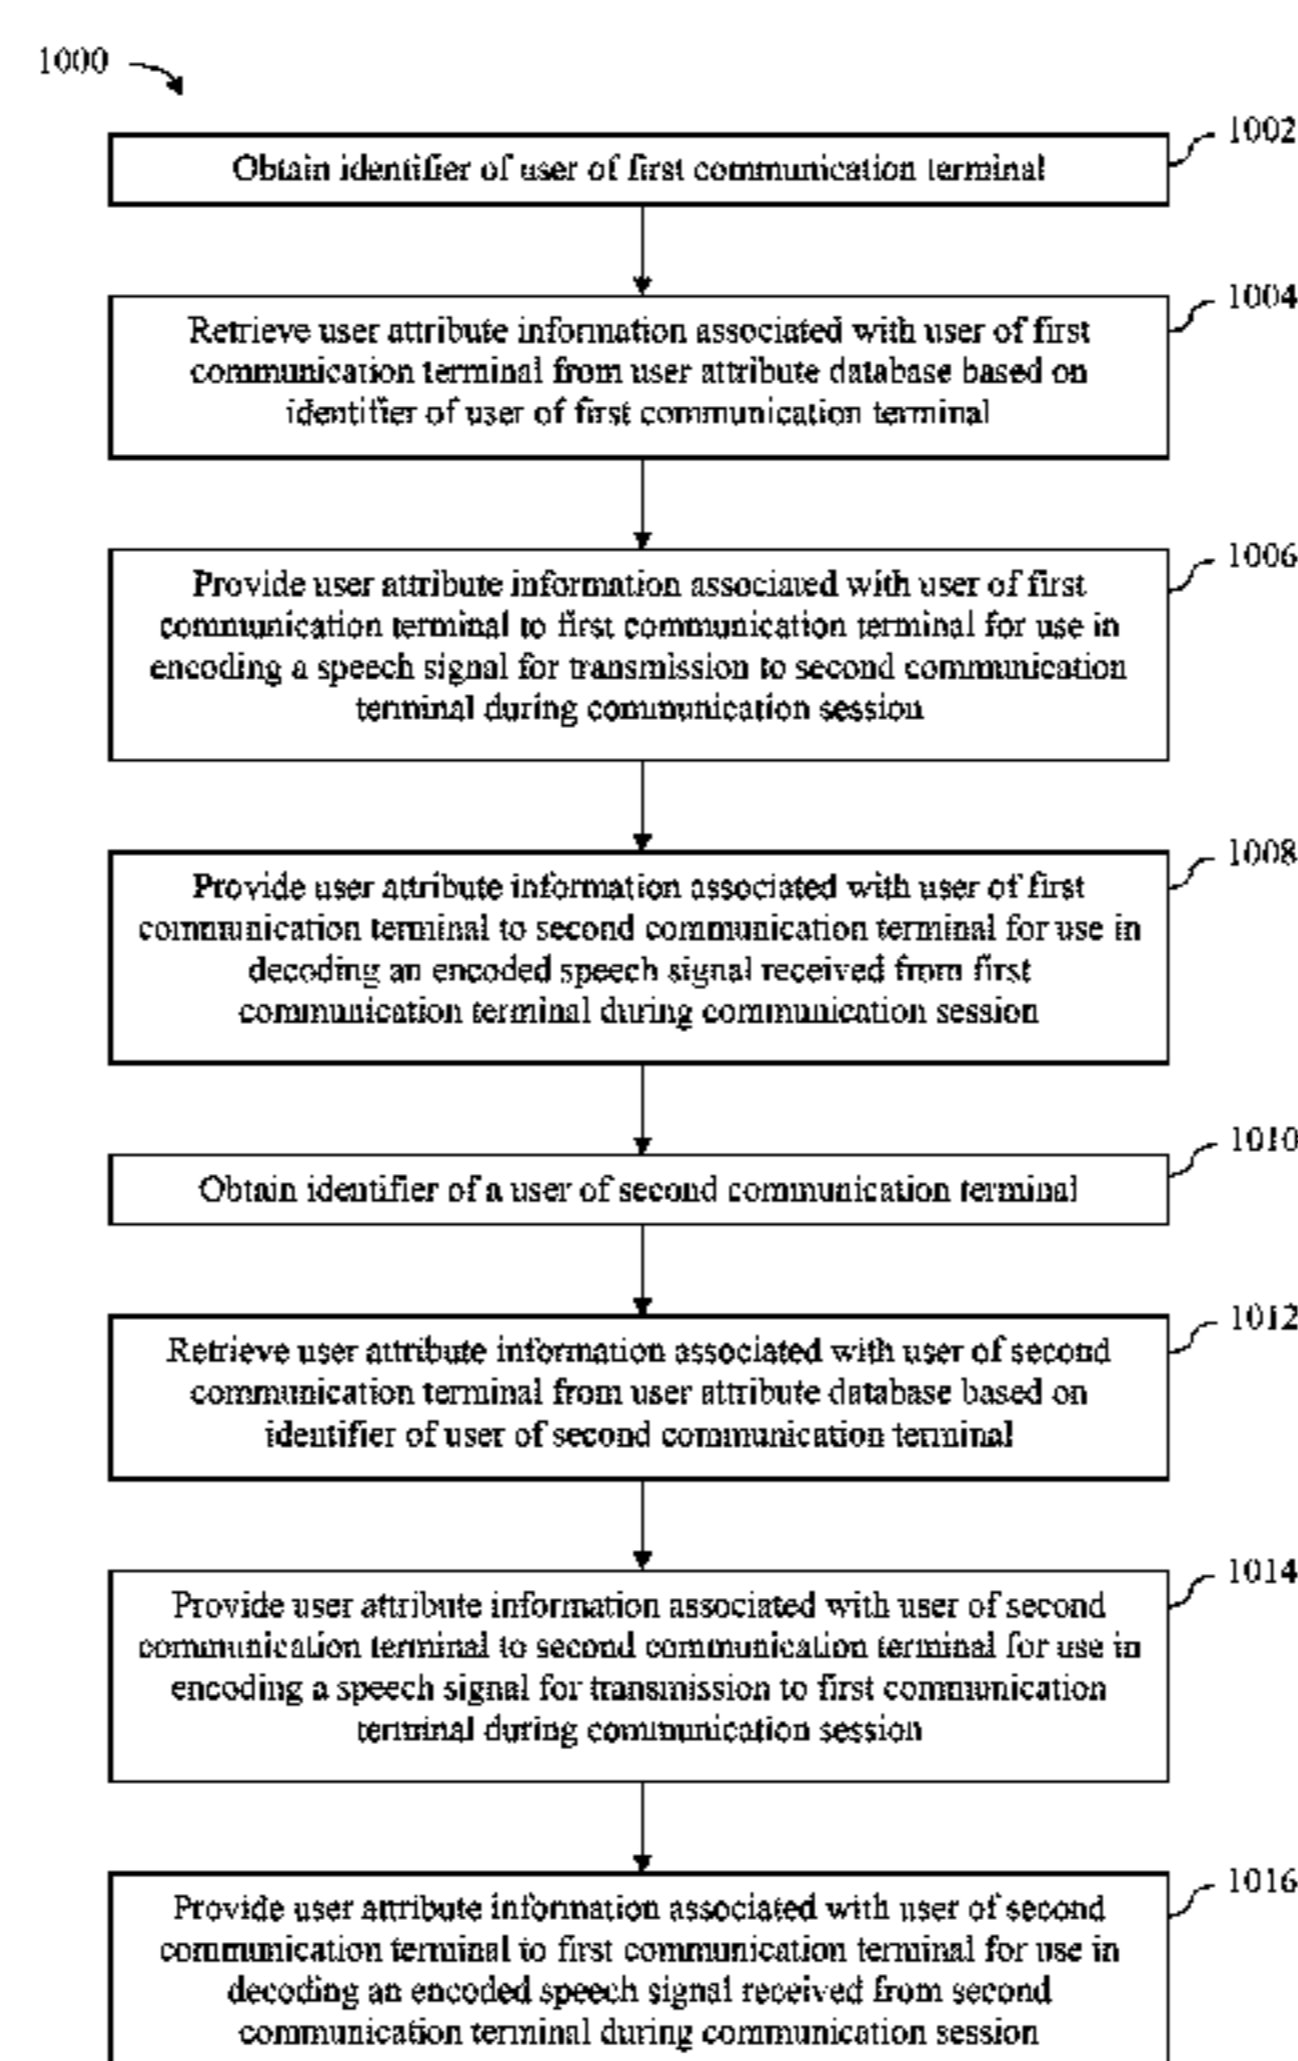 1000
1002
Obtain identifier of user of first communication terminal
1004
Retrieve user attribute information associated with user of first
communication terminal from user attribute database based on
identifier of user of first communication terminal
1006
Provide user attribute information associated with user of first
communication terminal to first communication terminal for use in
encoding a speech signal for transmission to second communication
terminal during communication session
1008
Provide user attribute information associated with user of first
communication terminal to second communication terminal for use in
decoding an encoded speech signal received from first
communication terminal during communication session
1010
Obtain identifier of a user of second communication terminal
1012
Retrieve user attribute information associated with user of second
communication terminal from user attribute database based on
identifier of user of second communication terminal
1014
Provide user attribute information associated with user of second
communication terminal to second communication terminal for use in
encoding a speech signal for transmission to first communication
terminal during communication session
1016
Provide user attribute information associated with user of second
communication terminal to first communication terminal for use in
decoding an encoded speech signal received from second
communication terminal during communication session